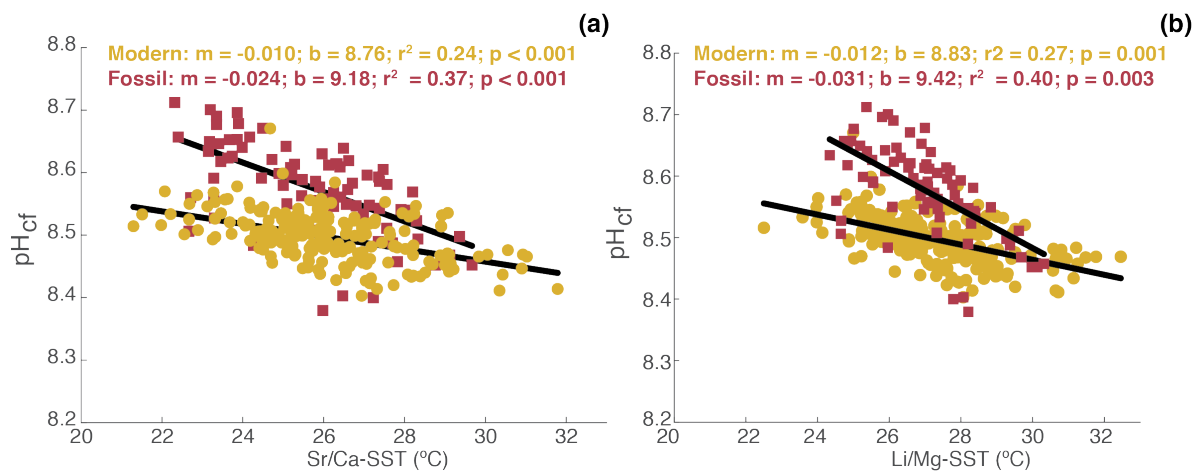 (a)
Modern: m = -0.010; b = 8.76; r² = 0.24; p < 0.001
Fossil: m = -0.024; b = 9.18; r² = 0.37; p < 0.001
8.8
8.7
8.6
8.5
8.4
8.3
8.2
pHcf
20 22 24 26 28 30 32
Sr/Ca-SST (ºC)
(b)
Modern: m = -0.012; b = 8.83; r2 = 0.27; p = 0.001
Fossil: m = -0.031; b = 9.42; r² = 0.40; p = 0.003
8.8
8.7
8.6
8.5
8.4
8.3
8.2
pHcf
20 22 24 26 28 30 32
Li/Mg-SST (ºC)